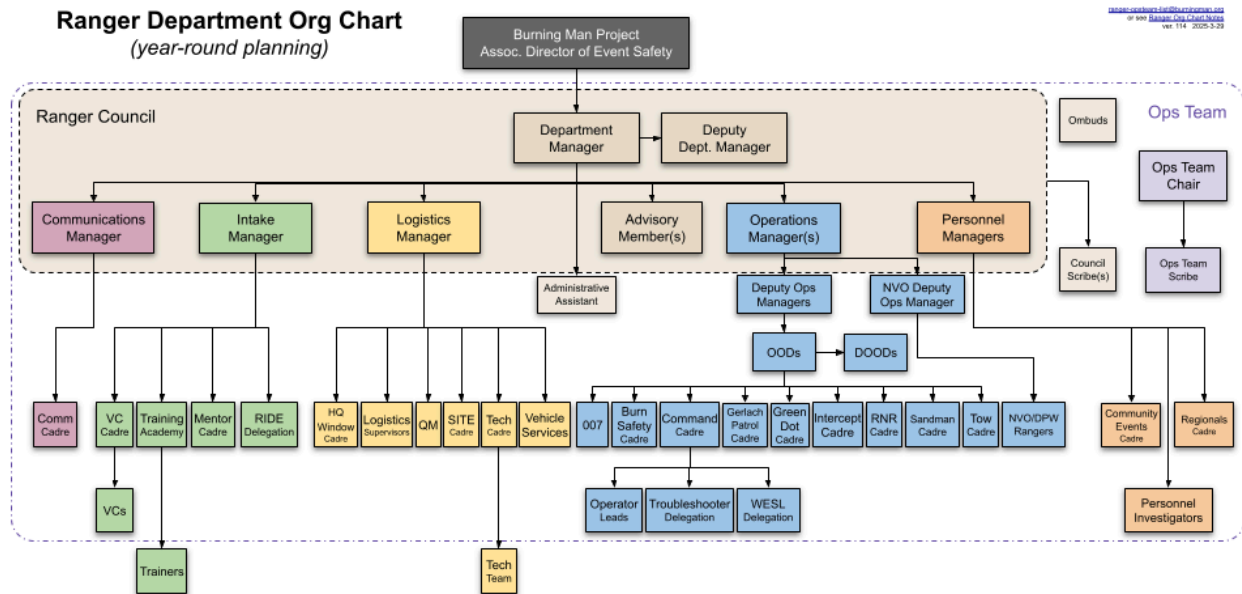 Ranger Department Org Chart
(year-round planning)
ranger-opsteam-list@burningman.org
or see Ranger Org Chart Notes
ver. 114 2025-3-29
Burning Man Project
Assoc. Director of Event Safety
Ranger Council
Ops Team
Department
Manager
Deputy
Dept. Manager
Ombuds
Ops Team
Chair
Communications
Manager
Intake
Manager
Logistics
Manager
Advisory
Member(s)
Operations
Manager(s)
Personnel
Managers
Council
Scribe(s)
Ops Team
Scribe
Administrative
Assistant
Deputy Ops
Managers
NVO Deputy
Ops Manager
OODs
DOODs
Comm
Cadre
VC
Cadre
Training
Academy
Mentor
Cadre
RIDE
Delegation
HQ
Window
Cadre
Logistics
Supervisors
QM
SITE
Cadre
Tech
Cadre
Vehicle
Services
007
Burn
Safety
Cadre
Command
Cadre
Gerlach
Patrol
Cadre
Green
Dot
Cadre
Intercept
Cadre
RNR
Cadre
Sandman
Cadre
Tow
Cadre
NVO/DPW
Rangers
Community
Events
Cadre
Regionals
Cadre
VCs
Operator
Leads
Troubleshooter
Delegation
WESL
Delegation
Personnel
Investigators
Trainers
Tech
Team